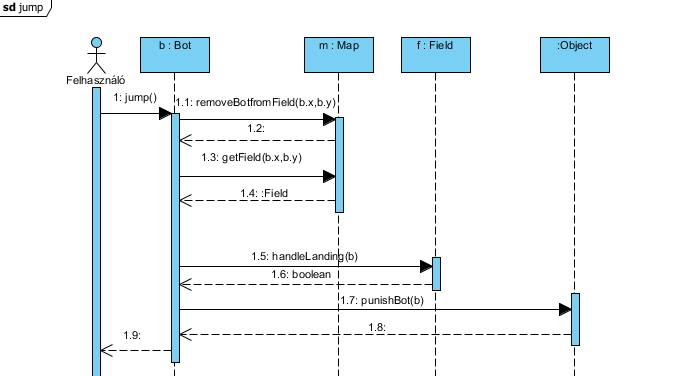 sd jump
b : Bot
m : Map
f : Field
:Object
Felhasználó
1: jump()
1.1: removeBotfromField(b.x,b.y)
1.2:
1.3: getField(b.x,b.y)
1.4: :Field
1.5: handleLanding(b)
1.6: boolean
1.7: punishBot(b)
1.8:
1.9: